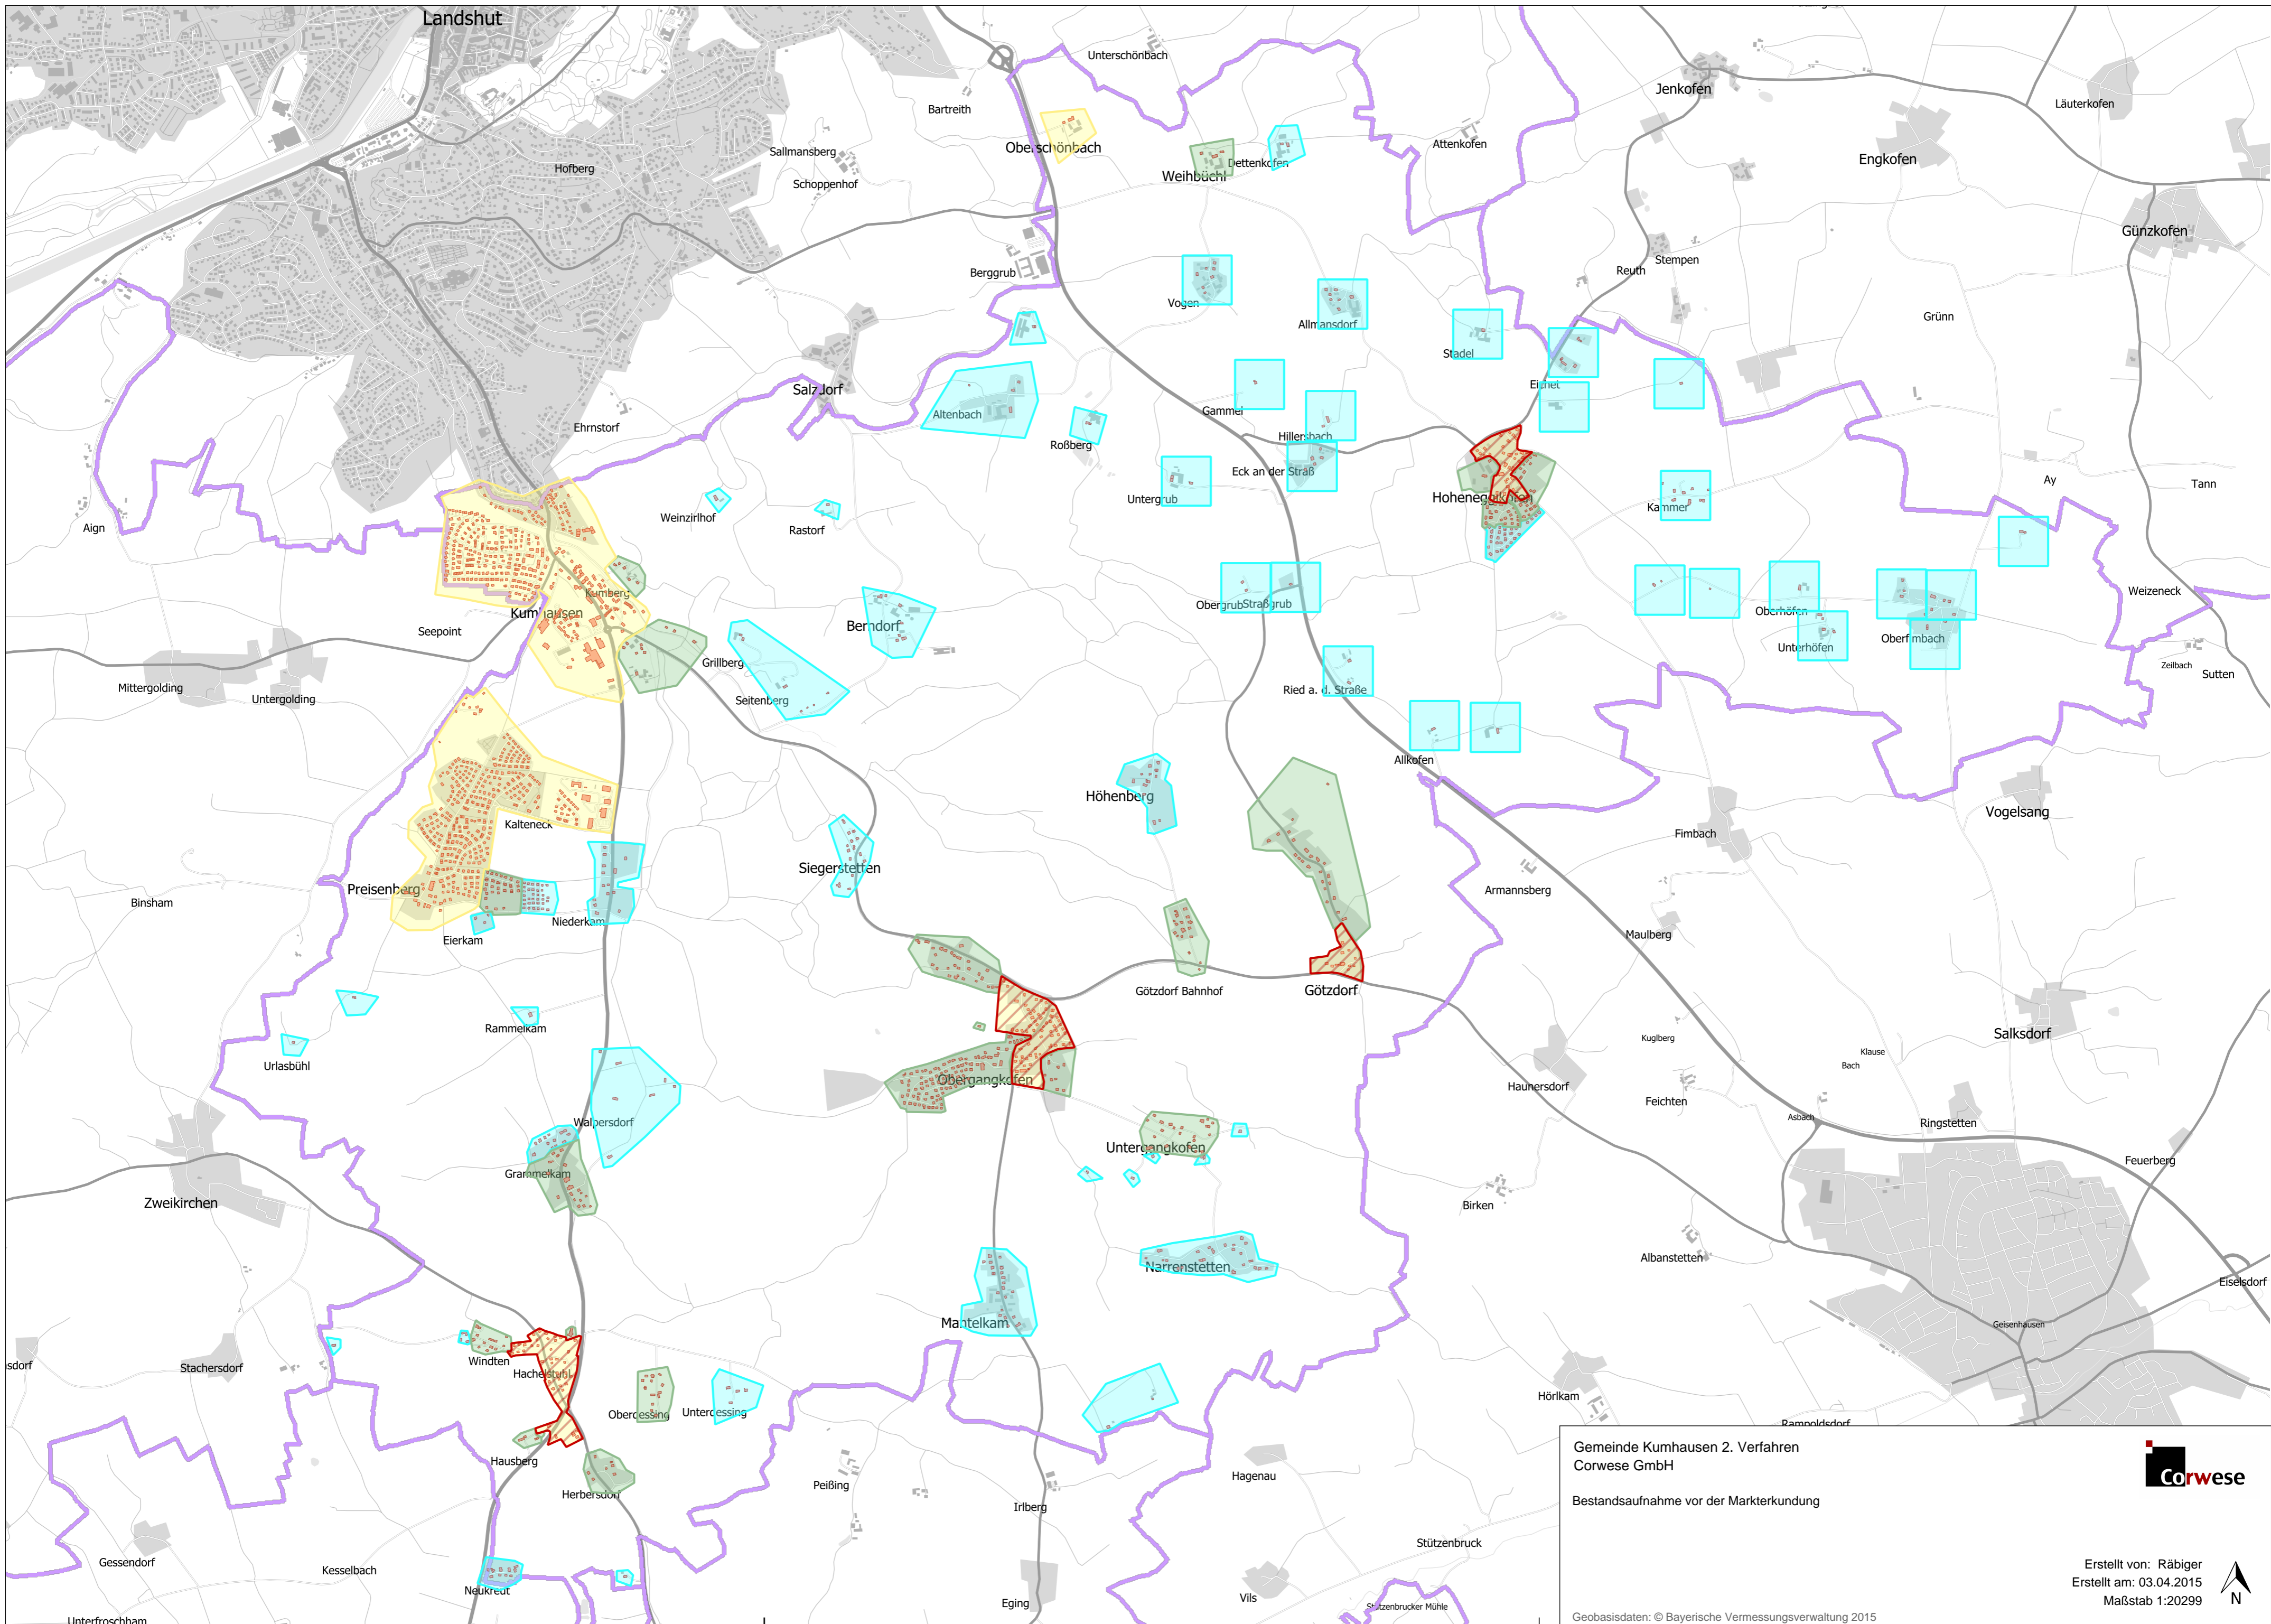 Landshut
Unterschönbach
Jenkofen
Läuterkofen
Bartreith
Oberschönbach
Sallmansberg
Schoppenhof
Hofberg
Weihbüchl
Dettenkofen
Attenkofen
Engkofen
Günzkofen
Stempen
Reuth
Berggrub
Vogen
Allmansdorf
Grünn
Stadel
Salzdorf
Altenbach
Gammel
Hillersbach
Roßberg
Ehrnstorf
Eck an der Straß
Untergrub
Hoheneggkofen
Kammer
Ay
Tann
Weinzirlhof
Rastorf
Aign
Kumberg
Kumhausen
Seepoint
Berndorf
Obergrub
Straßgrub
Oberhöfen
Unterhöfen
Oberfimbach
Weizeneck
Zeilbach
Sutten
Mittergolding
Untergolding
Grillberg
Seitenberg
Ried a. d. Straße
Allkofen
Höhenberg
Vogelsang
Fimbach
Kalteneck
Siegerstetten
Preisenberg
Binsham
Armannsberg
Niederkam
Eierkam
Maulberg
Götzdorf Bahnhof
Götzdorf
Rammelkam
Urlasbühl
Salksdorf
Kuglberg
Klause
Bach
Obergangkofen
Haunersdorf
Feichten
Asbach
Ringstetten
Walpersdorf
Untergangkofen
Grammelkam
Feuerberg
Zweikirchen
Birken
Albanstetten
Narrenstetten
Eiselsdorf
Mantelkam
Geisenhausen
Windten
Hachelstuhl
Stachersdorf
sdorf
Oberdessing
Unterdessing
Hörlkam
Rampoldsdorf
Hausberg
Herbersdorf
Peißing
Irlberg
Hagenau
Stützenbruck
Gessendorf
Kesselbach
Neukreut
Eging
Vils
Stützenbrucker Mühle
Unterfroschham
Gemeinde Kumhausen 2. Verfahren
Corwese GmbH
Corwese
Bestandsaufnahme vor der Markterkundung
Erstellt von: Räbiger
Erstellt am: 03.04.2015
Maßstab 1:20299
N
Geobasisdaten: © Bayerische Vermessungsverwaltung 2015